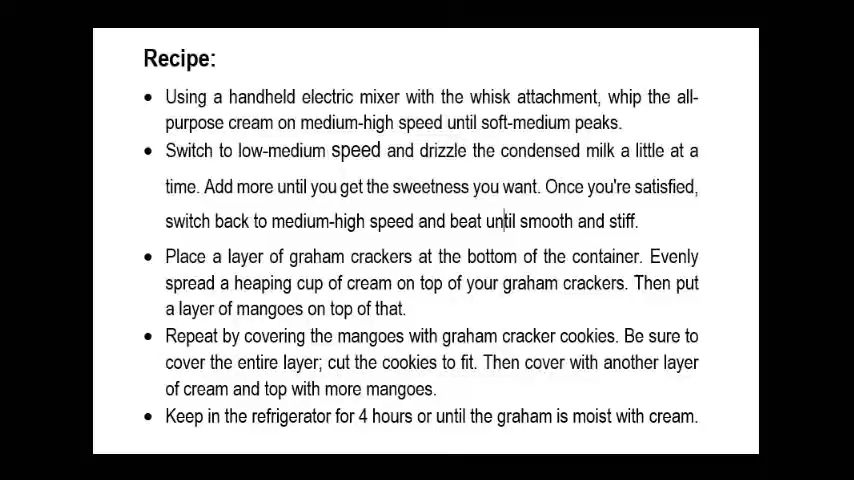 Recipe:
• Using a handheld electric mixer with the whisk attachment, whip the all-
purpose cream on medium-high speed until soft-medium peaks.
• Switch to low-medium speed and drizzle the condensed milk a little at a
time. Add more until you get the sweetness you want. Once you're satisfied,
switch back to medium-high speed and beat until smooth and stiff.
• Place a layer of graham crackers at the bottom of the container. Evenly
spread a heaping cup of cream on top of your graham crackers. Then put
a layer of mangoes on top of that.
• Repeat by covering the mangoes with graham cracker cookies. Be sure to
cover the entire layer; cut the cookies to fit. Then cover with another layer
of cream and top with more mangoes.
• Keep in the refrigerator for 4 hours or until the graham is moist with cream.